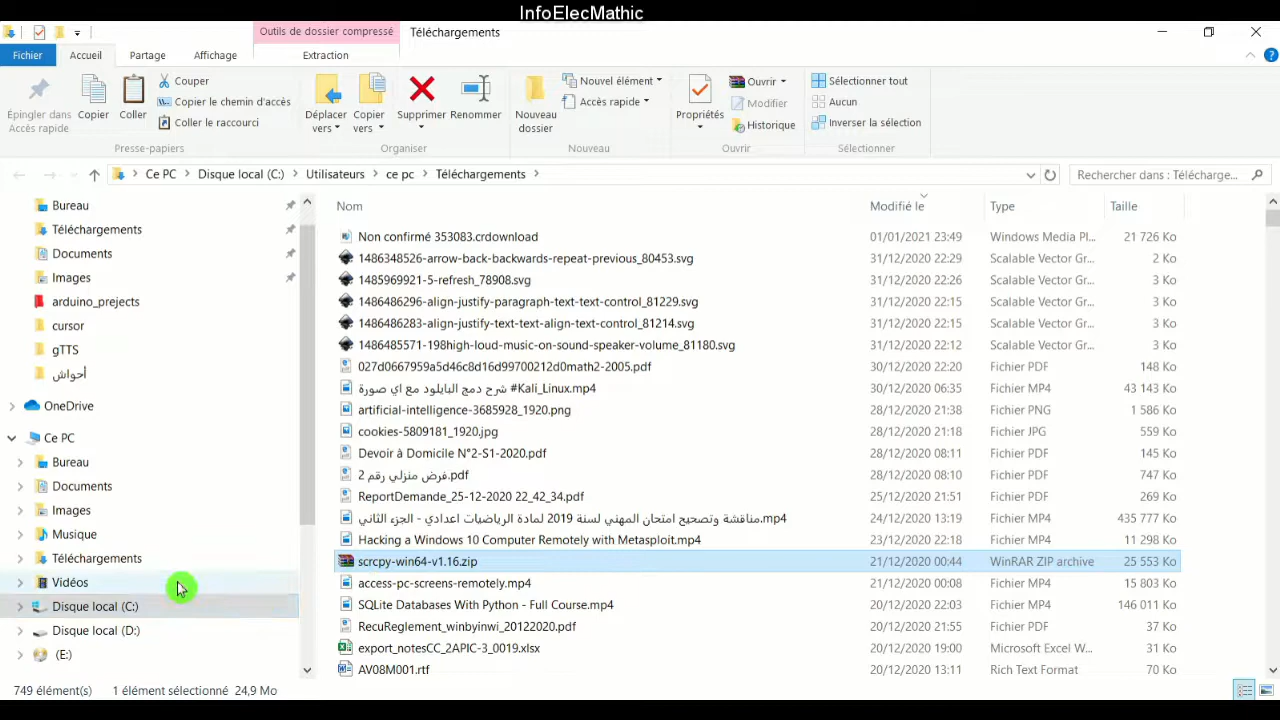 InfoElecMathic
Outils de dossier compressé
Téléchargements
Fichier
Accueil
Partage
Affichage
Extraction
Épingler dans
Accès rapide
Copier
Coller
Couper
Copier le chemin d'accès
Coller le raccourci
Presse-papiers
Déplacer
vers
Copier
vers
Supprimer
Renommer
Organiser
Nouveau
dossier
Nouvel élément
Accès rapide
Nouveau
Propriétés
Ouvrir
Modifier
Historique
Ouvrir
Sélectionner tout
Aucun
Inverser la sélection
Sélectionner
Ce PC > Disque local (C:) > Utilisateurs > ce pc > Téléchargements >
Rechercher dans : Télécharge...
Bureau
Téléchargements
Documents
Images
arduino_prejects
cursor
gTTS
أحواش
OneDrive
Ce PC
Bureau
Documents
Images
Musique
Téléchargements
Vidéos
Disque local (C:)
Disque local (D:)
(E:)
Nom Modifié le Type Taille
Non confirmé 353083.crdownload 01/01/2021 23:49 Windows Media Pl... 21 726 Ko
1486348526-arrow-back-backwards-repeat-previous_80453.svg 31/12/2020 22:29 Scalable Vector Gr... 2 Ko
1485969921-5-refresh_78908.svg 31/12/2020 22:26 Scalable Vector Gr... 3 Ko
1486486296-align-justify-paragraph-text-text-control_81229.svg 31/12/2020 22:15 Scalable Vector Gr... 3 Ko
1486486283-align-justify-text-text-align-text-control_81214.svg 31/12/2020 22:15 Scalable Vector Gr... 3 Ko
1486485571-198high-loud-music-on-sound-speaker-volume_81180.svg 31/12/2020 22:12 Scalable Vector Gr... 3 Ko
027d0667959a5d46c8d16d99700212d0math2-2005.pdf 30/12/2020 22:20 Fichier PDF 148 Ko
شرح دمج البايلود مع اي صورة #Kali_Linux.mp4 30/12/2020 06:35 Fichier MP4 43 143 Ko
artificial-intelligence-3685928_1920.png 28/12/2020 21:38 Fichier PNG 1 586 Ko
cookies-5809181_1920.jpg 28/12/2020 21:18 Fichier JPG 559 Ko
Devoir à Domicile N°2-S1-2020.pdf 28/12/2020 08:11 Fichier PDF 145 Ko
فرض منزلي رقم 2.pdf 28/12/2020 08:10 Fichier PDF 747 Ko
ReportDemande_25-12-2020 22_42_34.pdf 25/12/2020 21:51 Fichier PDF 269 Ko
مناقشة وتصحيح امتحان المهني لسنة 2019 لمادة الرياضيات اعدادي - الجزء الثاني.mp4 24/12/2020 13:19 Fichier MP4 435 777 Ko
Hacking a Windows 10 Computer Remotely with Metasploit.mp4 23/12/2020 22:18 Fichier MP4 11 298 Ko
scrcpy-win64-v1.16.zip 21/12/2020 00:44 WinRAR ZIP archive 25 553 Ko
access-pc-screens-remotely.mp4 21/12/2020 00:08 Fichier MP4 15 803 Ko
SQLite Databases With Python - Full Course.mp4 20/12/2020 22:03 Fichier MP4 146 011 Ko
RecuReglement_winbyinwi_20122020.pdf 20/12/2020 21:55 Fichier PDF 37 Ko
export_notesCC_2APIC-3_0019.xlsx 20/12/2020 19:00 Microsoft Excel W... 31 Ko
AV08M001.rtf 20/12/2020 13:11 Rich Text Format 70 Ko
749 élément(s) 1 élément sélectionné 24,9 Mo